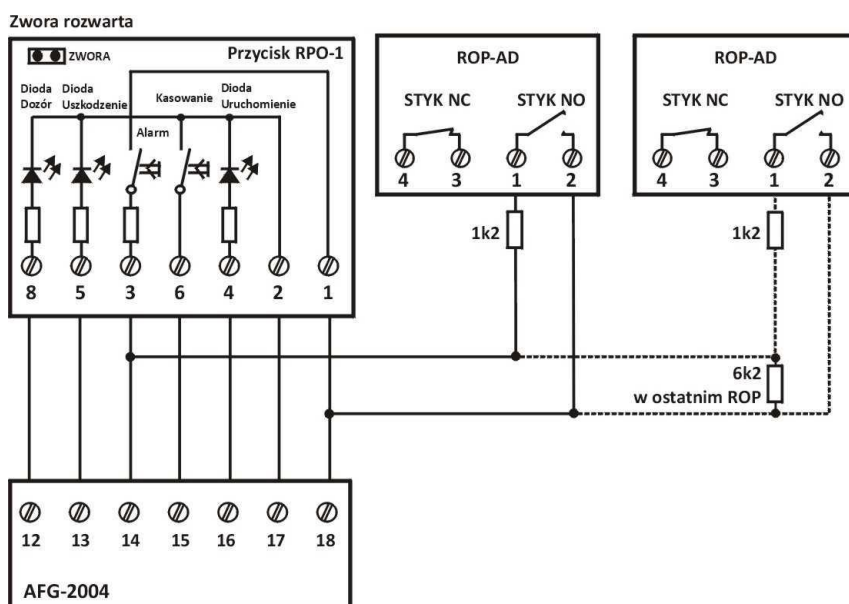 Zwora rozwarta
ZWORA
Przycisk RPO-1
Dioda
Dozór
Dioda
Uszkodzenie
Alarm
Kasowanie
Dioda
Uruchomienie
8 5 3 6 4 2 1
ROP-AD
STYK NC STYK NO
4 3 1 2
1k2
ROP-AD
STYK NC STYK NO
4 3 1 2
1k2
6k2
w ostatnim ROP
12 13 14 15 16 17 18
AFG-2004